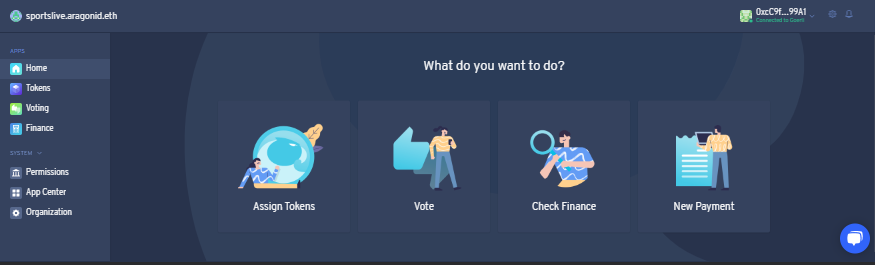 sportslive.aragonid.eth
0xcC9f...99A1
Connected to Goerli
APPS
Home
Tokens
Voting
Finance
SYSTEM
Permissions
App Center
Organization
What do you want to do?
Assign Tokens
Vote
Check Finance
New Payment